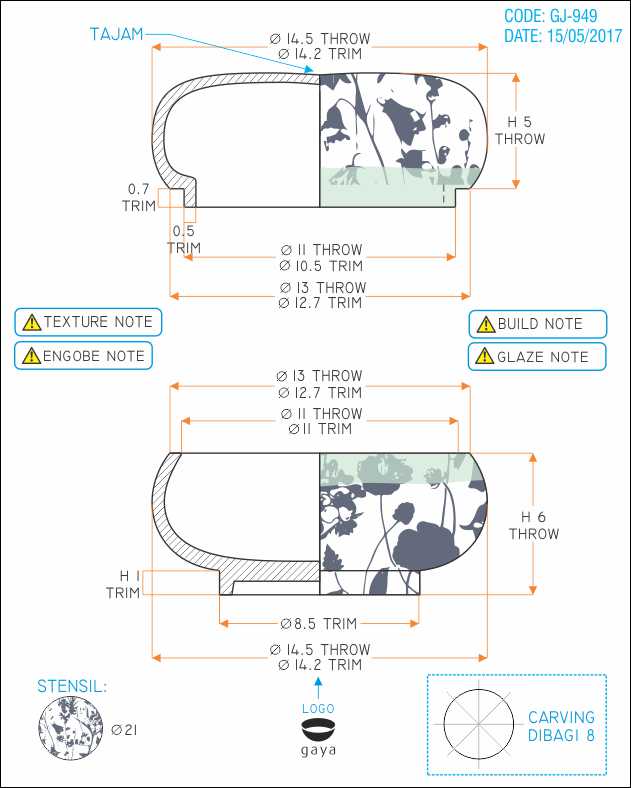 CODE: GJ-949
DATE: 15/05/2017
TAJAM
Ø 14.5 THROW
Ø 14.2 TRIM
H 5
THROW
0.7
TRIM
0.5
TRIM
Ø 11 THROW
Ø 10.5 TRIM
Ø 13 THROW
Ø 12.7 TRIM
TEXTURE NOTE
BUILD NOTE
ENGOBE NOTE
GLAZE NOTE
Ø 13 THROW
Ø 12.7 TRIM
Ø 11 THROW
Ø 11 TRIM
H 6
THROW
H 1
TRIM
Ø 8.5 TRIM
Ø 14.5 THROW
Ø 14.2 TRIM
STENSIL:
Ø 21
LOGO
gaya
CARVING
DIBAGI 8